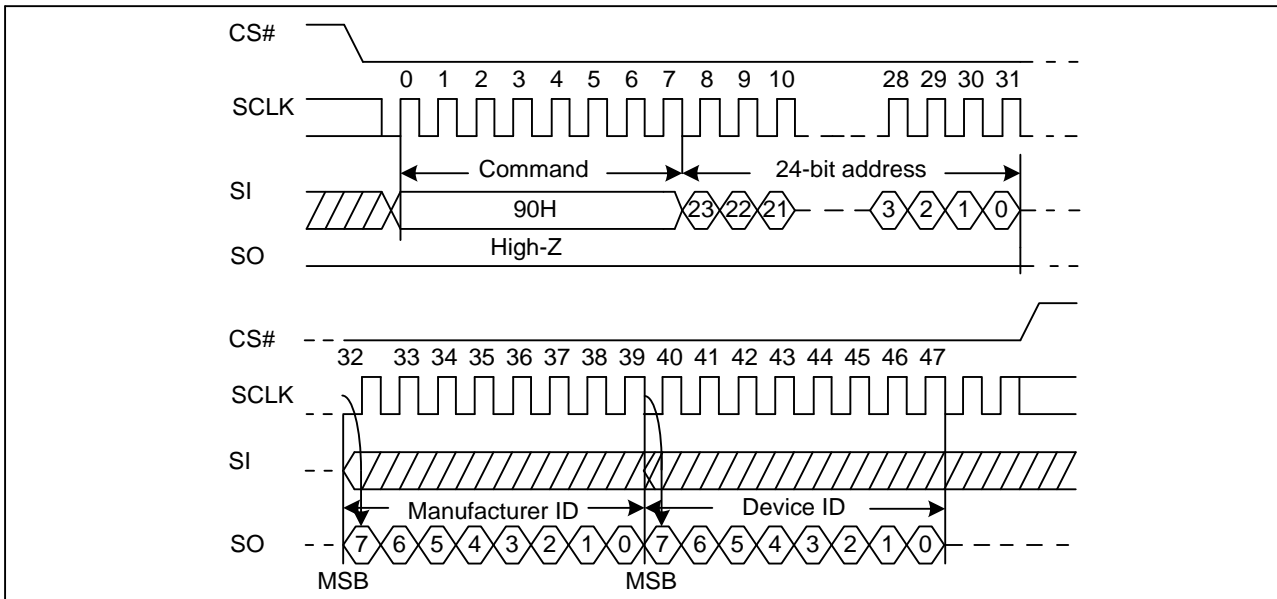 CS#
0 1 2 3 4 5 6 7 8 9 10 28 29 30 31
SCLK
Command 24-bit address
SI
90H 23 22 21 3 2 1 0
High-Z
SO
CS#
32 33 34 35 36 37 38 39 40 41 42 43 44 45 46 47
SCLK
SI
Manufacturer ID Device ID
SO 7 6 5 4 3 2 1 0 7 6 5 4 3 2 1 0
MSB MSB